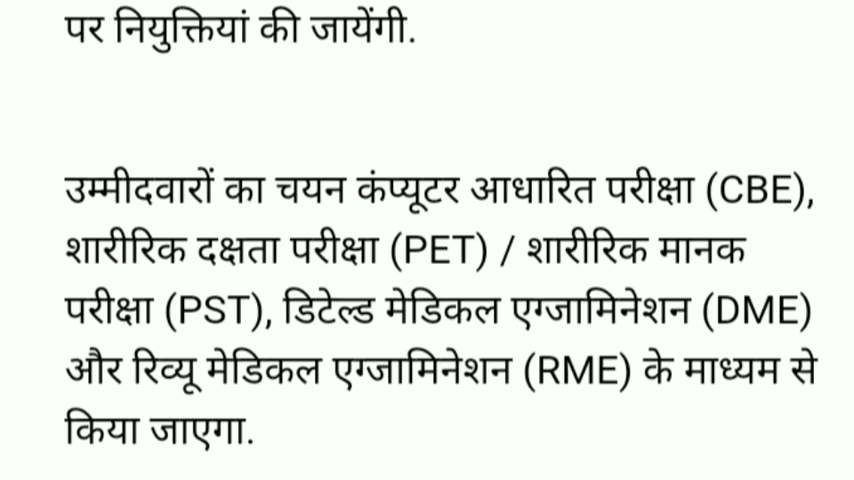 पर नियुक्तियां की जायेंगी.
उम्मीदवारों का चयन कंप्यूटर आधारित परीक्षा (CBE),
शारीरिक दक्षता परीक्षा (PET) / शारीरिक मानक
परीक्षा (PST), डिटेल्ड मेडिकल एग्जामिनेशन (DME)
और रिव्यू मेडिकल एग्जामिनेशन (RME) के माध्यम से
किया जाएगा.